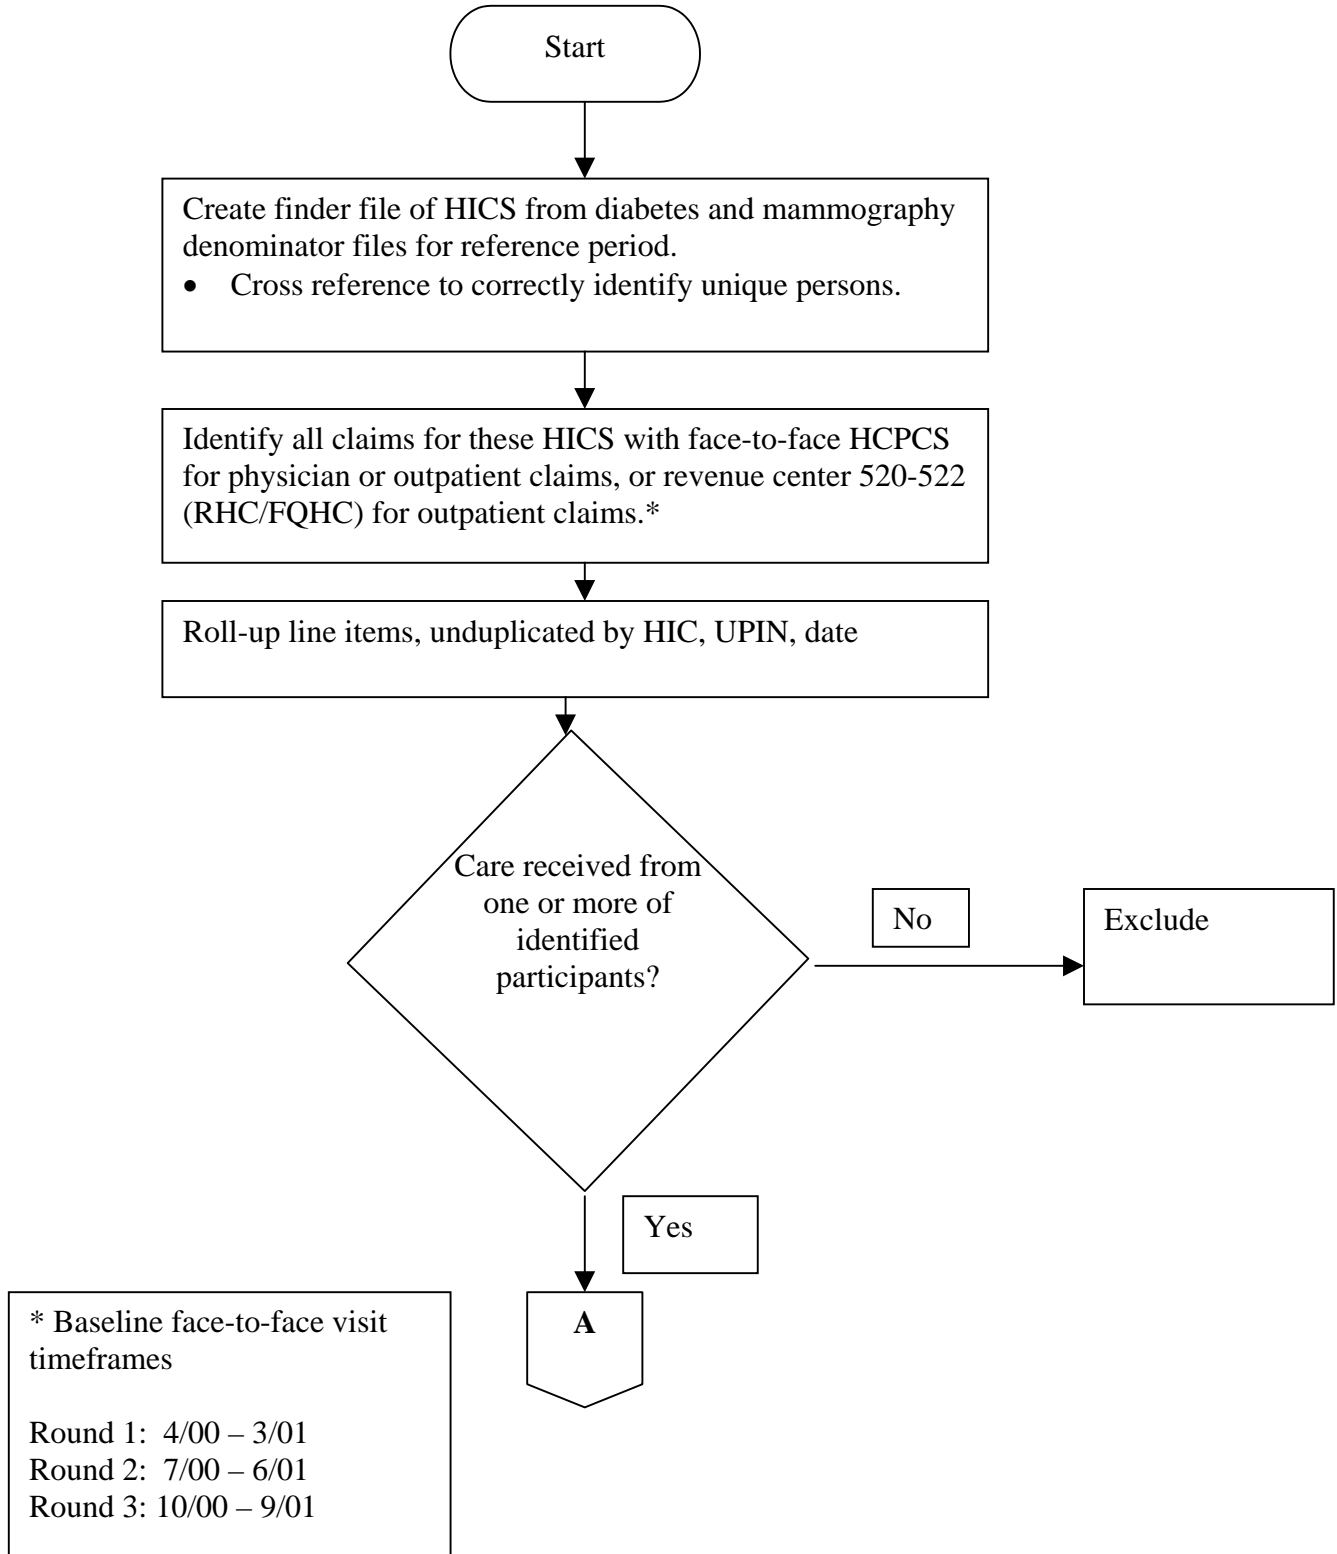 Start
Create finder file of HICS from diabetes and mammography
denominator files for reference period.
• Cross reference to correctly identify unique persons.
Identify all claims for these HICS with face-to-face HCPCS
for physician or outpatient claims, or revenue center 520-522
(RHC/FQHC) for outpatient claims.*
Roll-up line items, unduplicated by HIC, UPIN, date
Care received from
one or more of
identified
participants?
No
Exclude
Yes
A
* Baseline face-to-face visit
timeframes
Round 1:  4/00 – 3/01
Round 2:  7/00 – 6/01
Round 3: 10/00 – 9/01